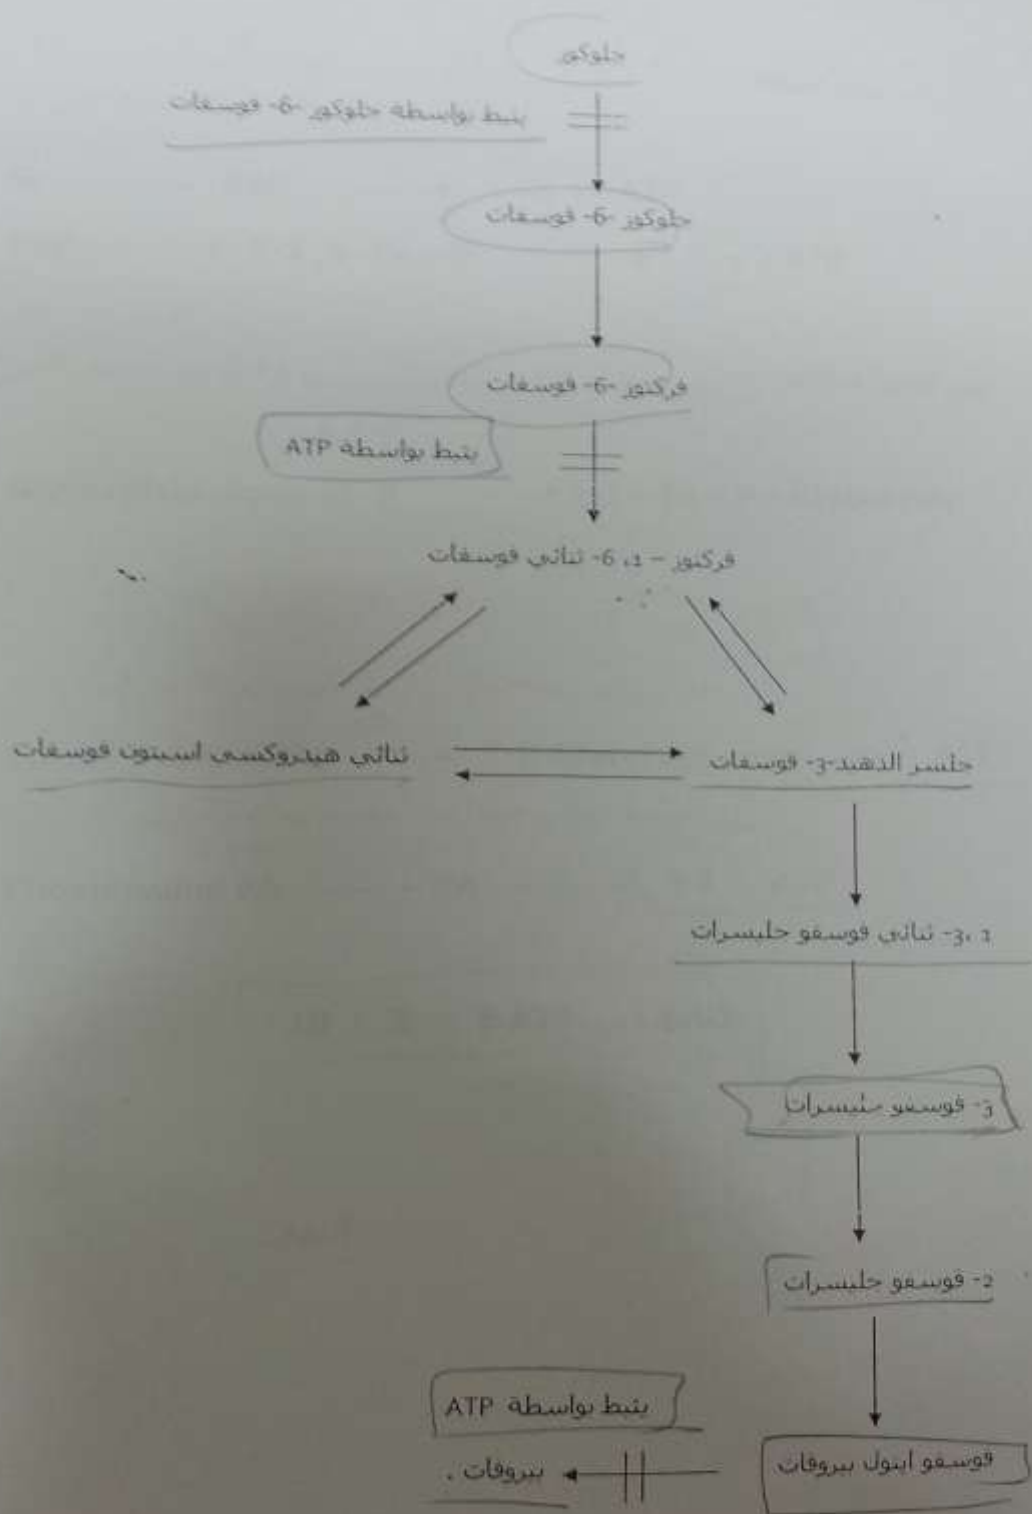 جلوكوز
يثبط بواسطة جلوكوز -6- فوسفات
جلوكوز -6- فوسفات
فركتوز -6- فوسفات
يثبط بواسطة ATP
فركتوز – 1، 6- ثنائي فوسفات
جلسر الدهيد-3- فوسفات
ثنائي هيدروكسي اسيتون فوسفات
1 ،3- ثنائي فوسفو جليسرات
3- فوسفو جليسرات
2- فوسفو جليسرات
يثبط بواسطة ATP
فوسفو اينول بيروفات
بيروفات .